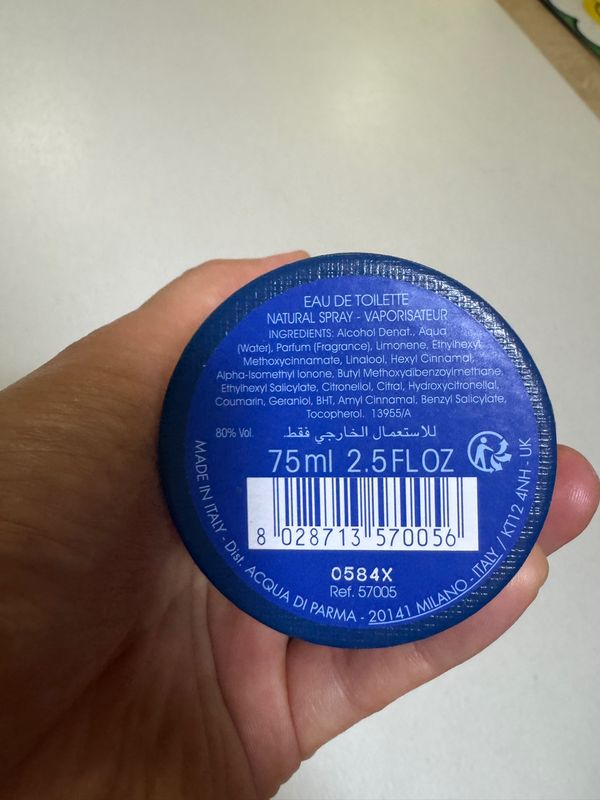 EAU DE TOILETTE
NATURAL SPRAY - VAPORISATEUR
INGREDIENTS: Alcohol Denat., Aqua
(Water), Parfum (Fragrance), Limonene, Ethylhexyl
Methoxycinnamate, Linalool, Hexyl Cinnamal,
Alpha-Isomethyl Ionone, Butyl Methoxydibenzoylmethane,
Ethylhexyl Salicylate, Citronellol, Citral, Hydroxycitronellal,
Coumarin, Geraniol, BHT, Amyl Cinnamal, Benzyl Salicylate,
Tocopherol. 13955/A
80% Vol. للاستعمال الخارجي فقط
75ml 2.5FLOZ
8 028713 570056
0584X
Ref. 57005
MADE IN ITALY - Dist. ACQUA DI PARMA - 20141 MILANO - ITALY / KT12 4NH - UK